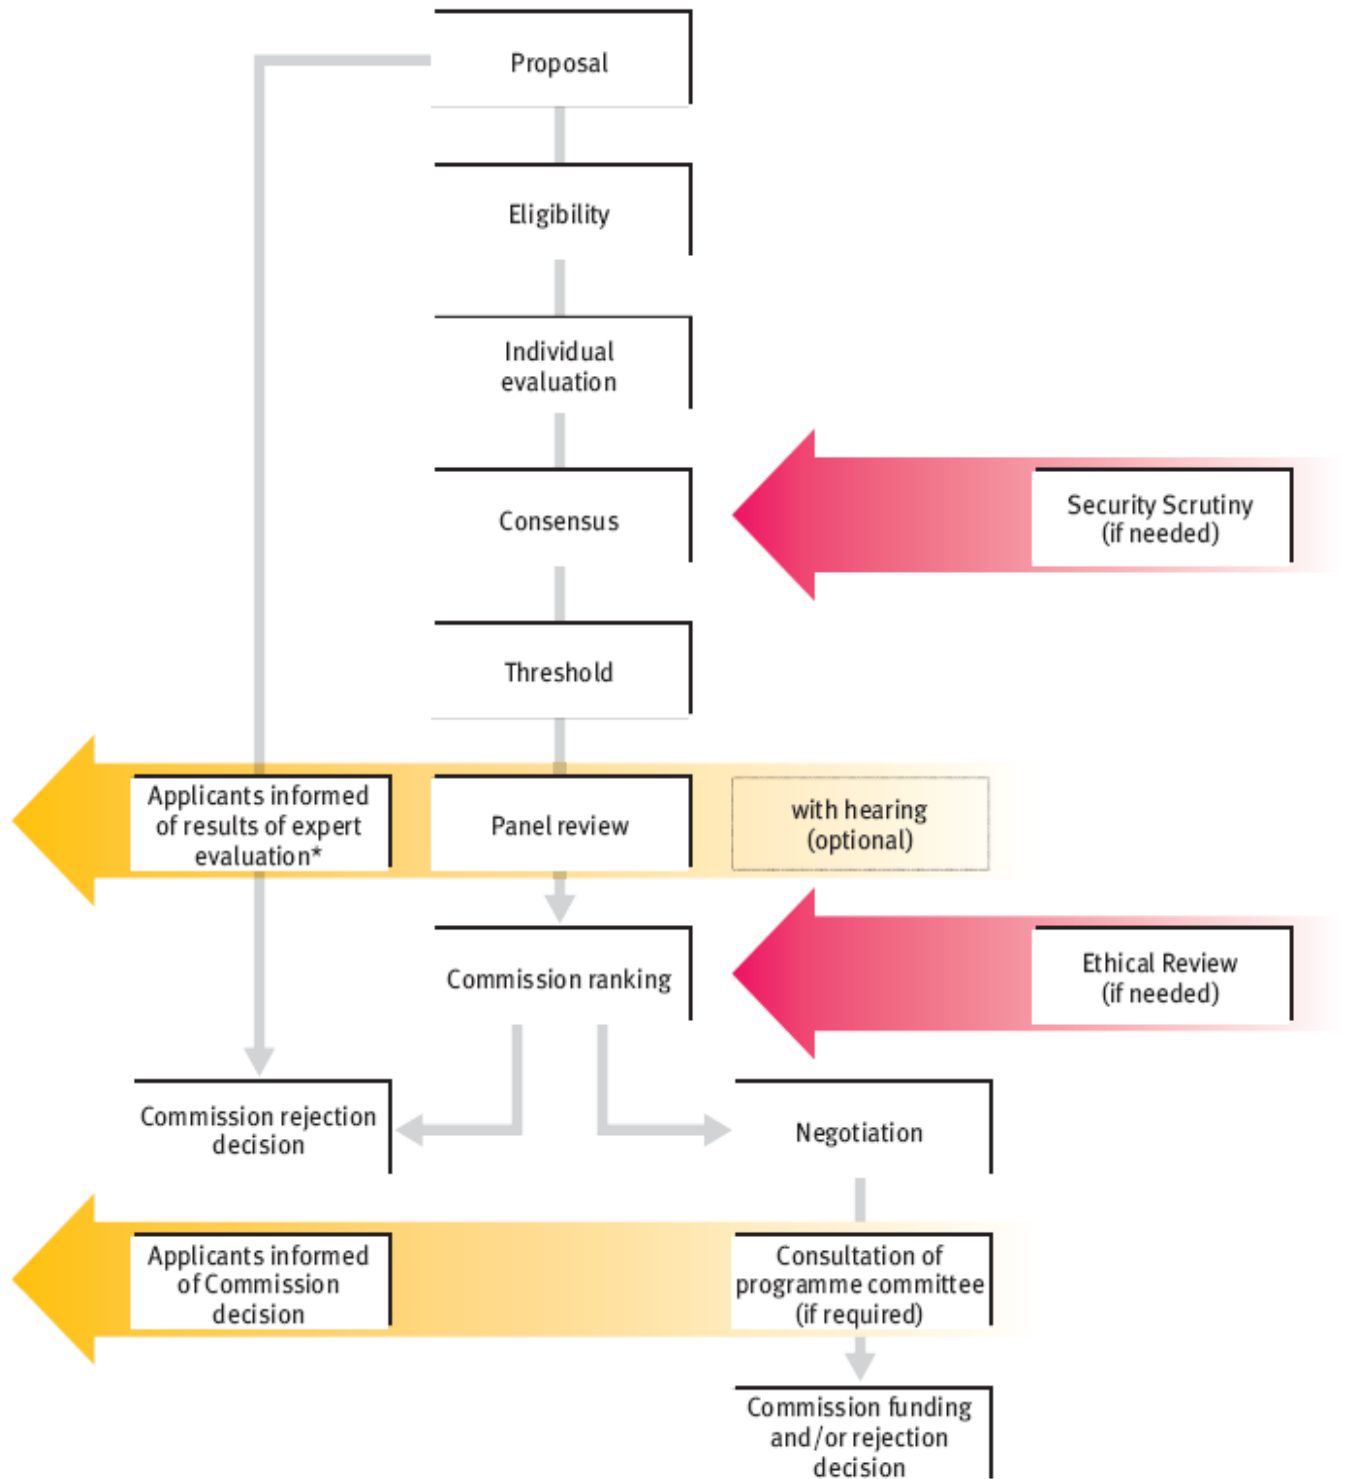 Proposal
Eligibility
Individual
evaluation
Consensus
Security Scrutiny
(if needed)
Threshold
Applicants informed
of results of expert
evaluation*
Panel review
with hearing
(optional)
Commission ranking
Ethical Review
(if needed)
Commission rejection
decision
Negotiation
Applicants informed
of Commission
decision
Consultation of
programme committee
(if required)
Commission funding
and/or rejection
decision